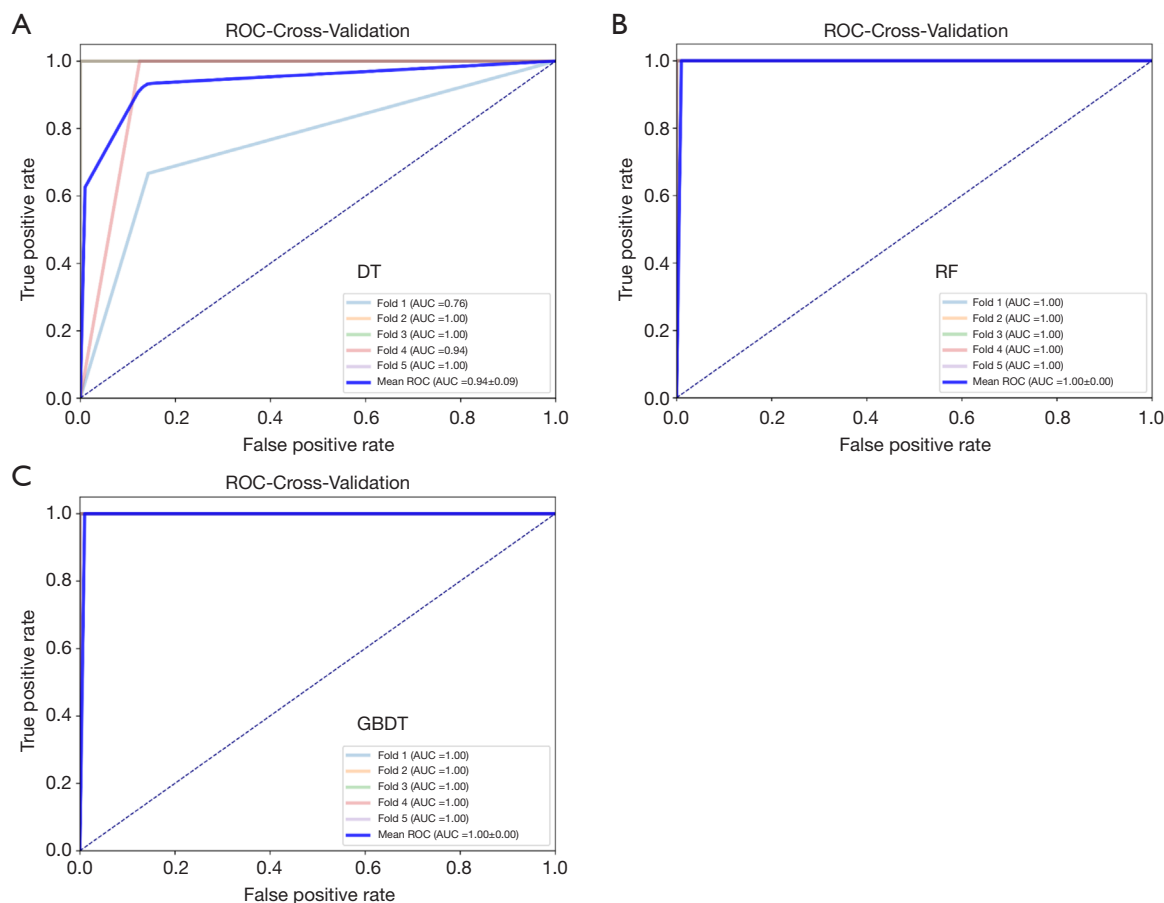 A
ROC-Cross-Validation
1.0
0.8
0.6
0.4
0.2
0.0
True positive rate
DT
Fold 1 (AUC =0.76)
Fold 2 (AUC =1.00)
Fold 3 (AUC =1.00)
Fold 4 (AUC =0.94)
Fold 5 (AUC =1.00)
Mean ROC (AUC =0.94±0.09)
0.0 0.2 0.4 0.6 0.8 1.0
False positive rate
B
ROC-Cross-Validation
1.0
0.8
0.6
0.4
0.2
0.0
True positive rate
RF
Fold 1 (AUC =1.00)
Fold 2 (AUC =1.00)
Fold 3 (AUC =1.00)
Fold 4 (AUC =1.00)
Fold 5 (AUC =1.00)
Mean ROC (AUC =1.00±0.00)
0.0 0.2 0.4 0.6 0.8 1.0
False positive rate
C
ROC-Cross-Validation
1.0
0.8
0.6
0.4
0.2
0.0
True positive rate
GBDT
Fold 1 (AUC =1.00)
Fold 2 (AUC =1.00)
Fold 3 (AUC =1.00)
Fold 4 (AUC =1.00)
Fold 5 (AUC =1.00)
Mean ROC (AUC =1.00±0.00)
0.0 0.2 0.4 0.6 0.8 1.0
False positive rate